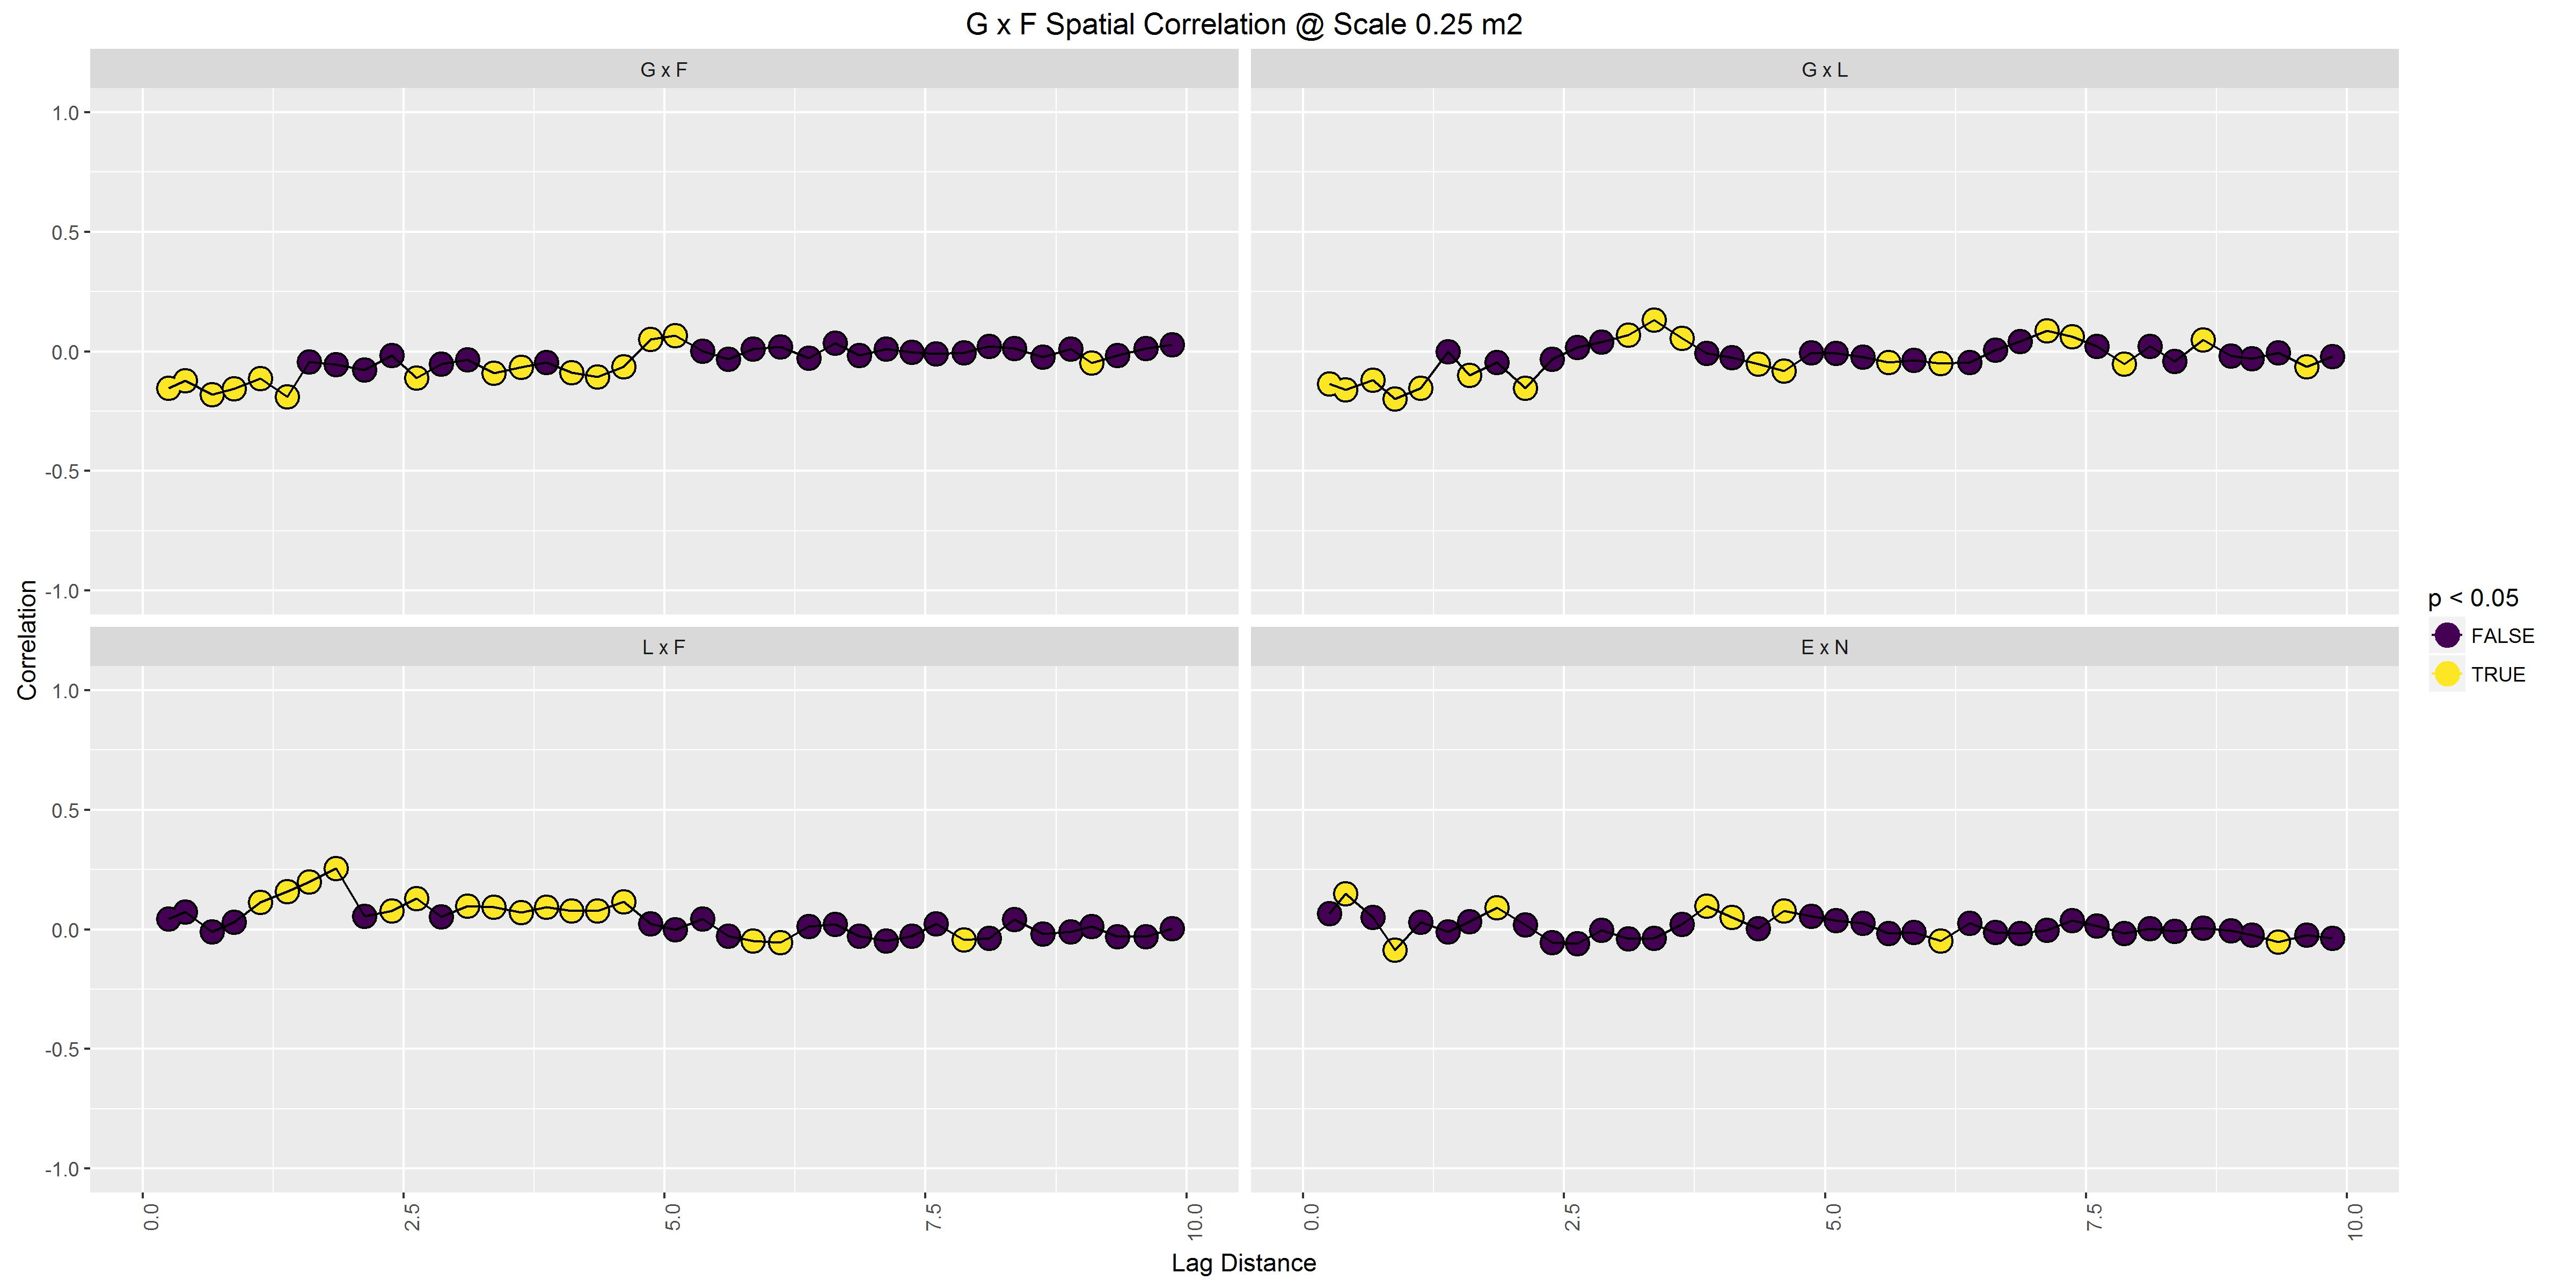 G x F Spatial Correlation @ Scale 0.25 m2
G x F
G x L
1.0
0.5
0.0
-0.5
-1.0
L x F
E x N
1.0
0.5
0.0
-0.5
-1.0
Correlation
0.0
2.5
5.0
7.5
10.0
0.0
2.5
5.0
7.5
10.0
Lag Distance
p < 0.05
FALSE
TRUE